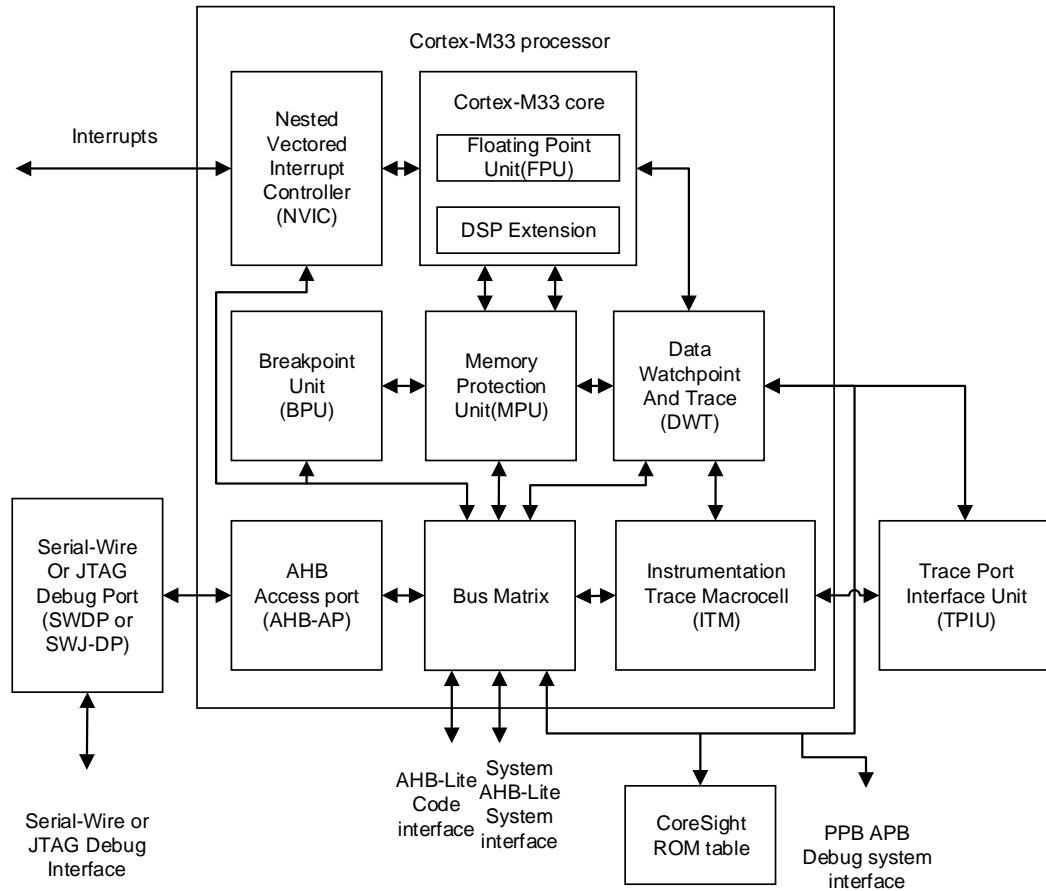 Cortex-M33 processor
Nested
Vectored
Interrupt
Controller
(NVIC)
Cortex-M33 core
Floating Point
Unit(FPU)
DSP Extension
Interrupts
Breakpoint
Unit
(BPU)
Memory
Protection
Unit(MPU)
Data
Watchpoint
And Trace
(DWT)
Serial-Wire
Or JTAG
Debug Port
(SWDP or
SWJ-DP)
AHB
Access port
(AHB-AP)
Bus Matrix
Instrumentation
Trace Macrocell
(ITM)
Trace Port
Interface Unit
(TPIU)
Serial-Wire or
JTAG Debug
Interface
AHB-Lite
Code
interface
System
AHB-Lite
System
interface
CoreSight
ROM table
PPB APB
Debug system
interface